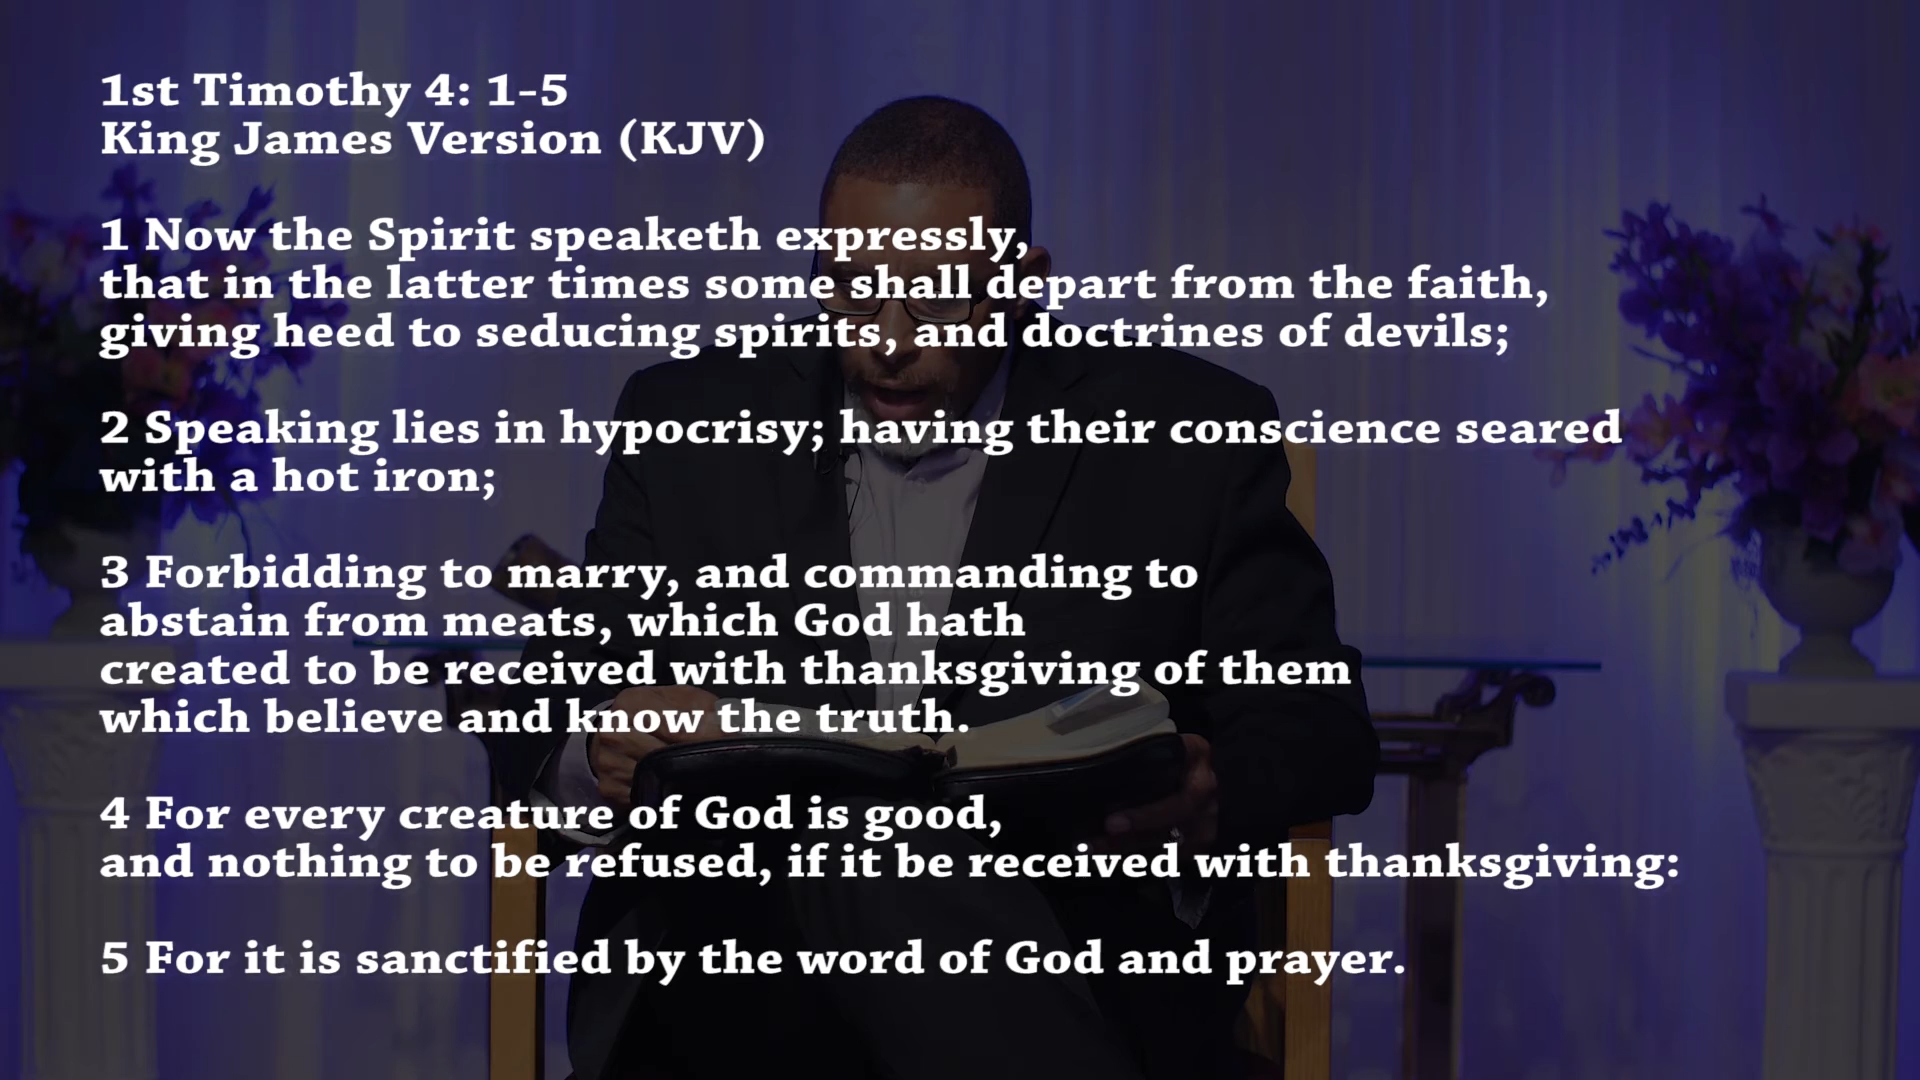 1st Timothy 4: 1-5
King James Version (KJV)
1 Now the Spirit speaketh expressly,
that in the latter times some shall depart from the faith,
giving heed to seducing spirits, and doctrines of devils;
2 Speaking lies in hypocrisy; having their conscience seared
with a hot iron;
3 Forbidding to marry, and commanding to
abstain from meats, which God hath
created to be received with thanksgiving of them
which believe and know the truth.
4 For every creature of God is good,
and nothing to be refused, if it be received with thanksgiving:
5 For it is sanctified by the word of God and prayer.